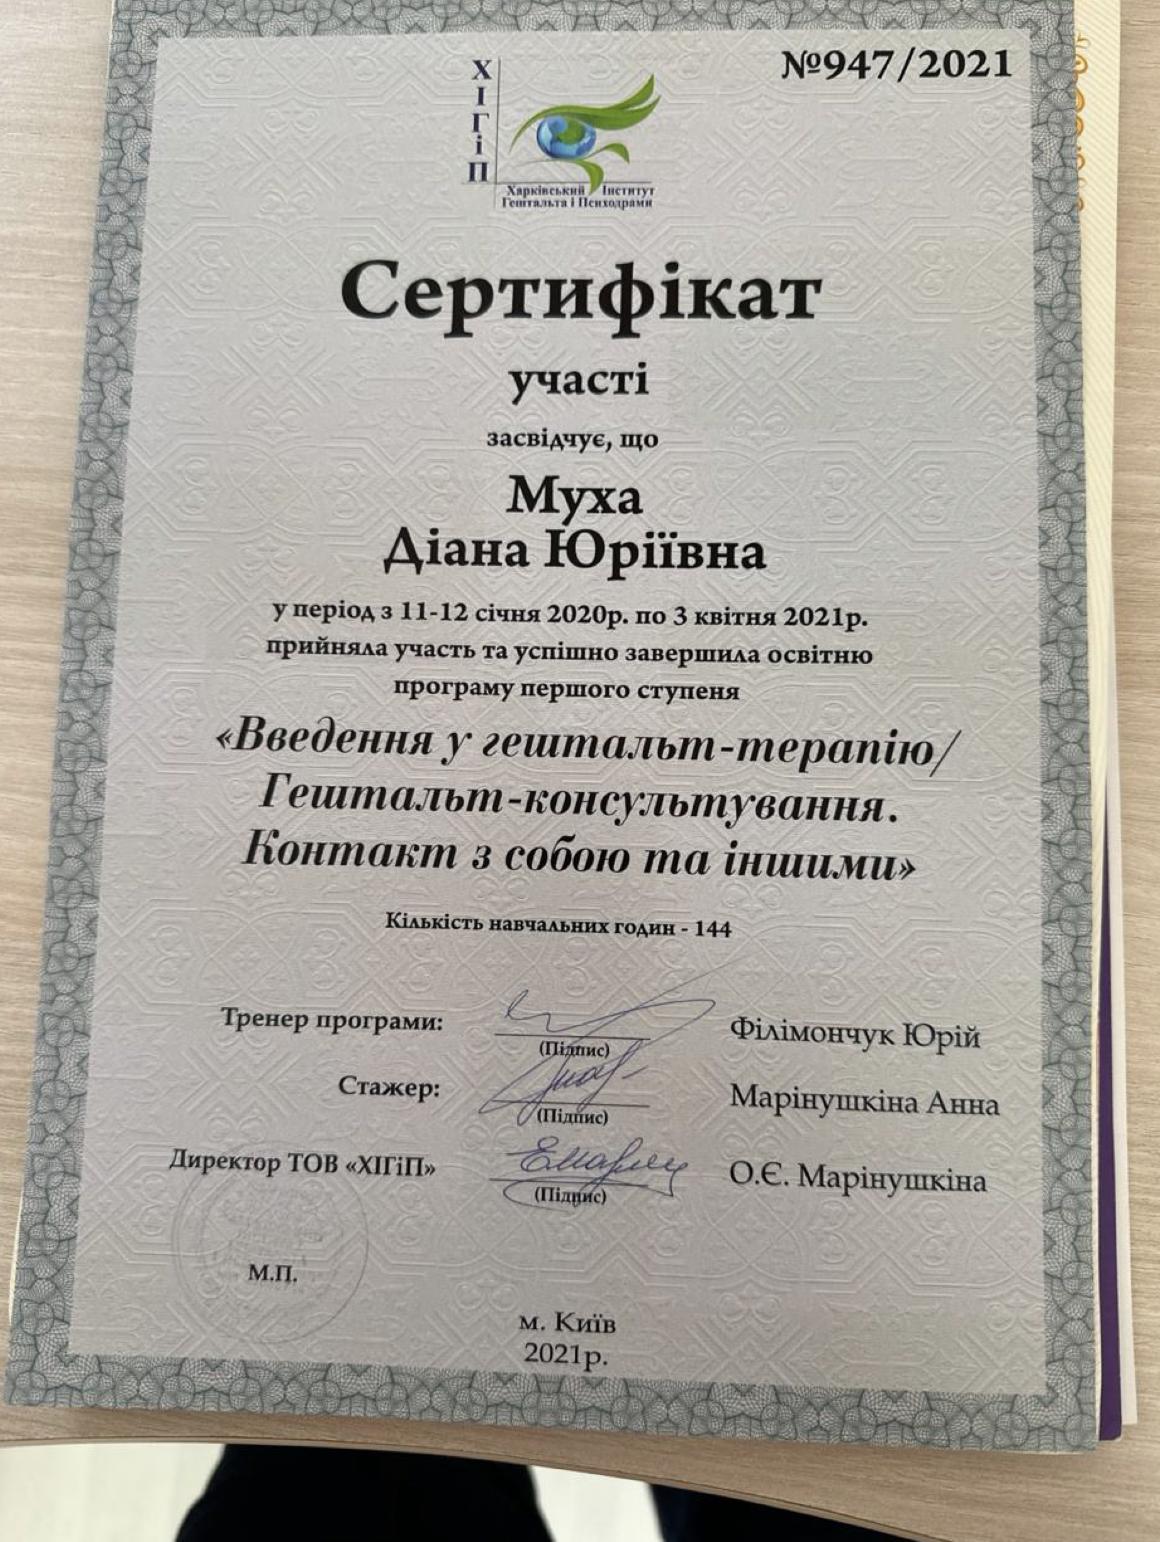 №947/2021
ХІГіП
Харківський Інститут
Гештальта і Психодрами
Сертифікат
участі
засвідчує, що
Муха
Діана Юріївна
у період з 11-12 січня 2020р. по 3 квітня 2021р.
прийняла участь та успішно завершила освітню
програму першого ступеня
«Введення у гештальт-терапію/
Гештальт-консультування.
Контакт з собою та іншими»
Кількість навчальних годин - 144
Тренер програми: (Підпис) Філімончук Юрій
Стажер: (Підпис) Марінушкіна Анна
Директор ТОВ «ХІГіП» (Підпис) О.Є. Марінушкіна
М.П.
м. Київ
2021р.